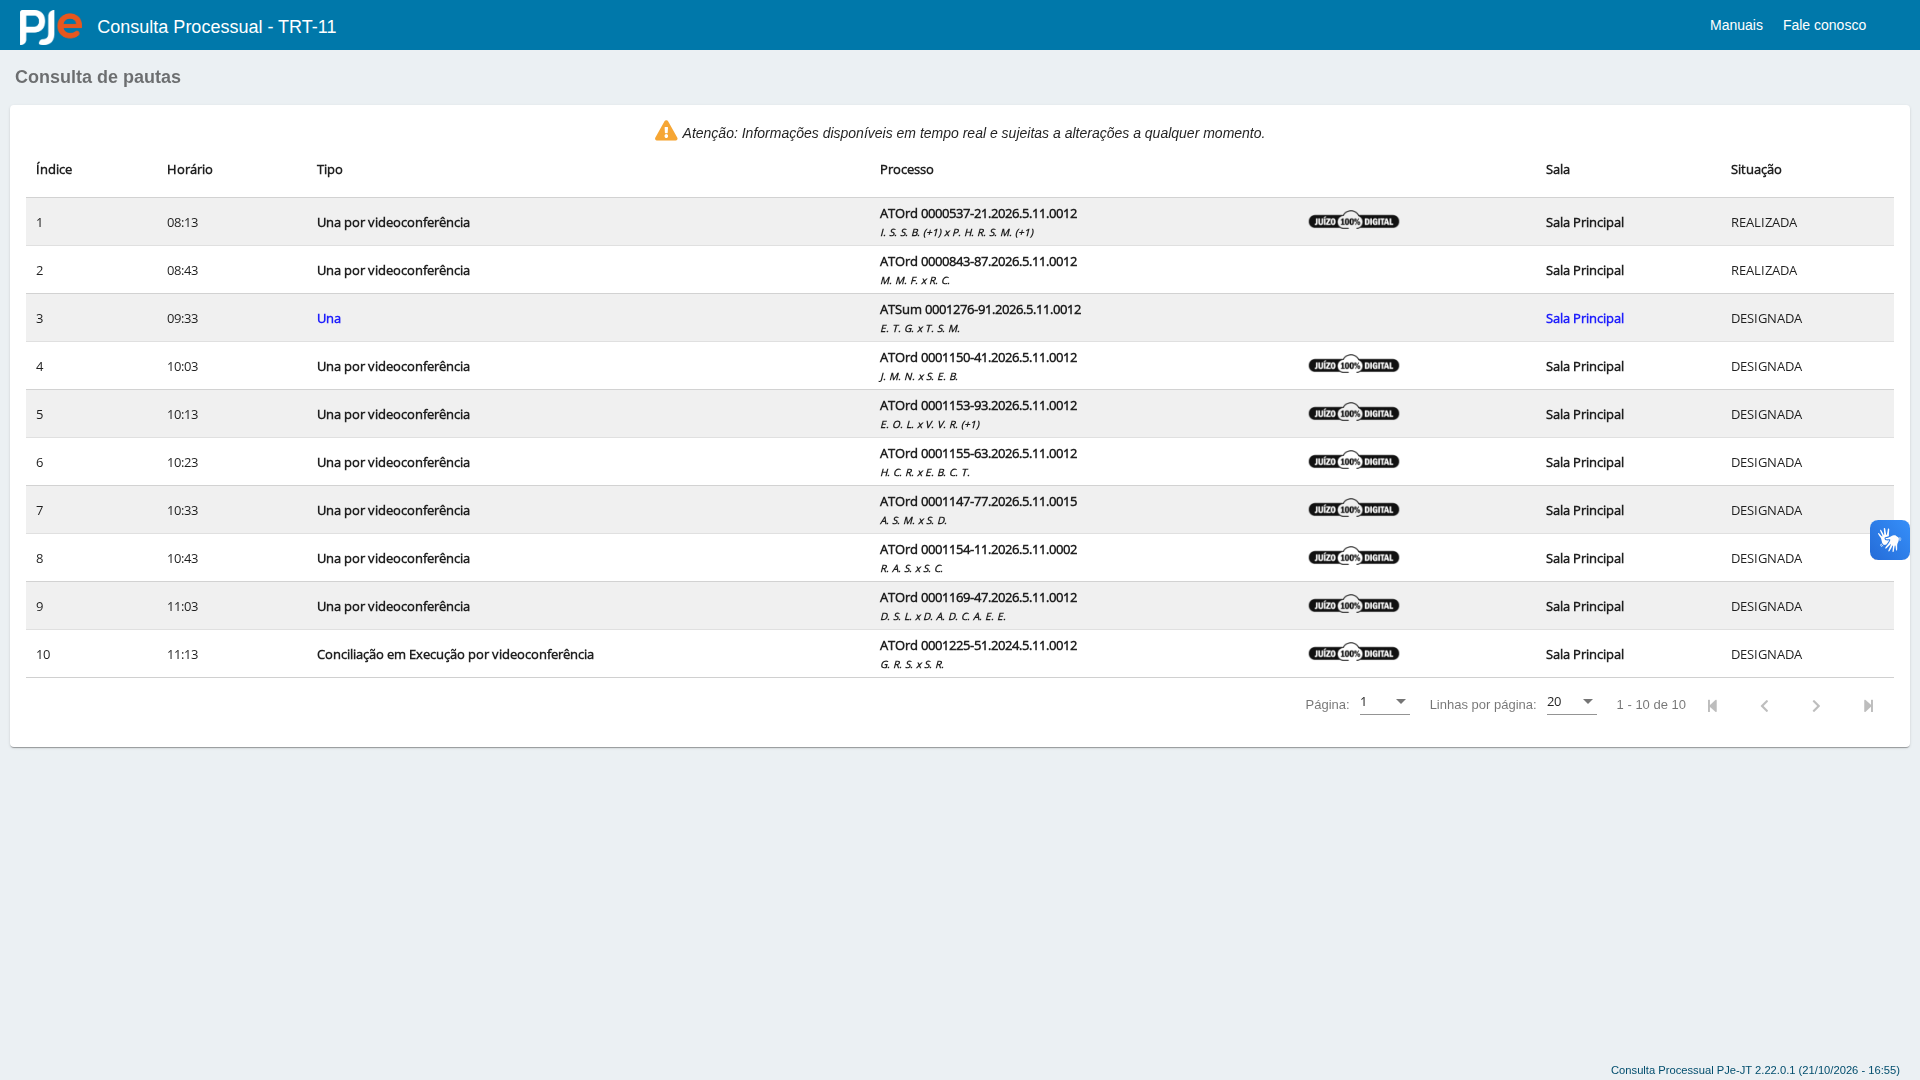 PJe Consulta Processual - TRT-11 Manuais Fale conosco
Consulta de pautas
Atenção: Informações disponíveis em tempo real e sujeitas a alterações a qualquer momento.
Índice Horário Tipo Processo Sala Situação
1 08:13 Una por videoconferência ATOrd 0000537-21.2026.5.11.0012 JUÍZO 100% DIGITAL Sala Principal REALIZADA
I. S. S. B. (+1) x P. H. R. S. M. (+1)
2 08:43 Una por videoconferência ATOrd 0000843-87.2026.5.11.0012 Sala Principal REALIZADA
M. M. F. x R. C.
3 09:33 Una ATSum 0001276-91.2026.5.11.0012 Sala Principal DESIGNADA
E. T. G. x T. S. M.
4 10:03 Una por videoconferência ATOrd 0001150-41.2026.5.11.0012 JUÍZO 100% DIGITAL Sala Principal DESIGNADA
J. M. N. x S. E. B.
5 10:13 Una por videoconferência ATOrd 0001153-93.2026.5.11.0012 JUÍZO 100% DIGITAL Sala Principal DESIGNADA
E. O. L. x V. V. R. (+1)
6 10:23 Una por videoconferência ATOrd 0001155-63.2026.5.11.0012 JUÍZO 100% DIGITAL Sala Principal DESIGNADA
H. C. R. x E. B. C. T.
7 10:33 Una por videoconferência ATOrd 0001147-77.2026.5.11.0015 JUÍZO 100% DIGITAL Sala Principal DESIGNADA
A. S. M. x S. D.
8 10:43 Una por videoconferência ATOrd 0001154-11.2026.5.11.0002 JUÍZO 100% DIGITAL Sala Principal DESIGNADA
R. A. S. x S. C.
9 11:03 Una por videoconferência ATOrd 0001169-47.2026.5.11.0012 JUÍZO 100% DIGITAL Sala Principal DESIGNADA
D. S. L. x D. A. D. C. A. E. E.
10 11:13 Conciliação em Execução por videoconferência ATOrd 0001225-51.2024.5.11.0012 JUÍZO 100% DIGITAL Sala Principal DESIGNADA
G. R. S. x S. R.
Página: 1 Linhas por página: 20 1 - 10 de 10
Consulta Processual PJe-JT 2.22.0.1 (21/10/2026 - 16:55)